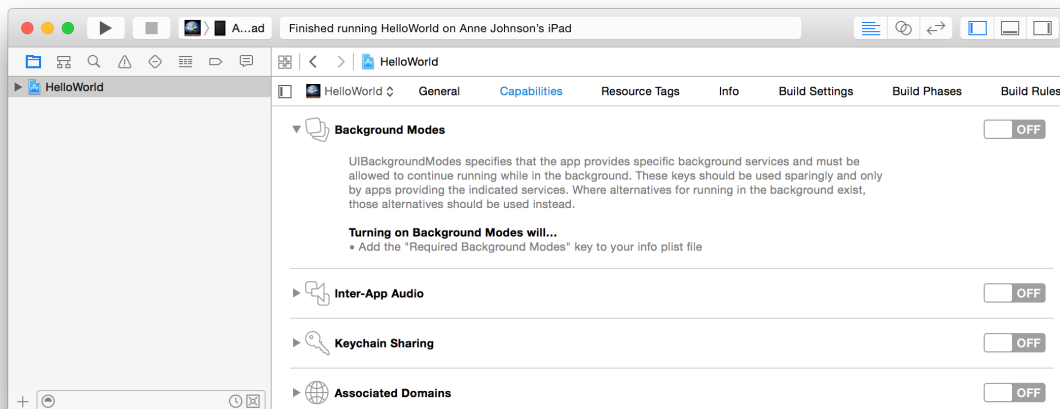 A...ad
Finished running HelloWorld on Anne Johnson's iPad
HelloWorld
HelloWorld
HelloWorld
General
Capabilities
Resource Tags
Info
Build Settings
Build Phases
Build Rules
Background Modes
OFF
UIBackgroundModes specifies that the app provides specific background services and must be
allowed to continue running while in the background. These keys should be used sparingly and only
by apps providing the indicated services. Where alternatives for running in the background exist,
those alternatives should be used instead.
Turning on Background Modes will...
• Add the "Required Background Modes" key to your info plist file
Inter-App Audio
OFF
Keychain Sharing
OFF
Associated Domains
OFF